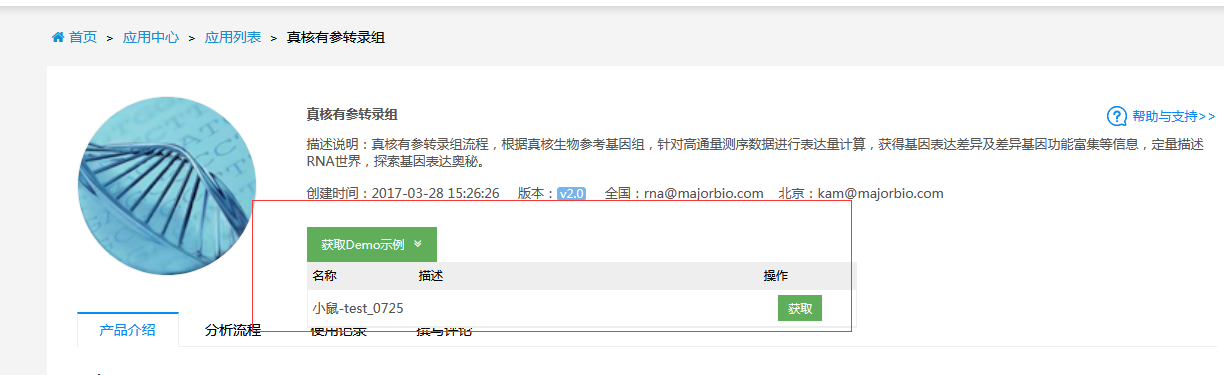 首页 > 应用中心 > 应用列表 > 真核有参转录组
真核有参转录组
帮助与支持>>
描述说明：真核有参转录组流程，根据真核生物参考基因组，针对高通量测序数据进行表达量计算，获得基因表达差异及差异基因功能富集等信息，定量描述
RNA世界，探索基因表达奥秘。
创建时间：2017-03-28 15:26:26 版本：v2.0 全国：rna@majorbio.com 北京：kam@majorbio.com
获取Demo示例
名称 描述 操作
小鼠-test_0725 获取
产品介绍 分析流程 使用记录 撰写评论